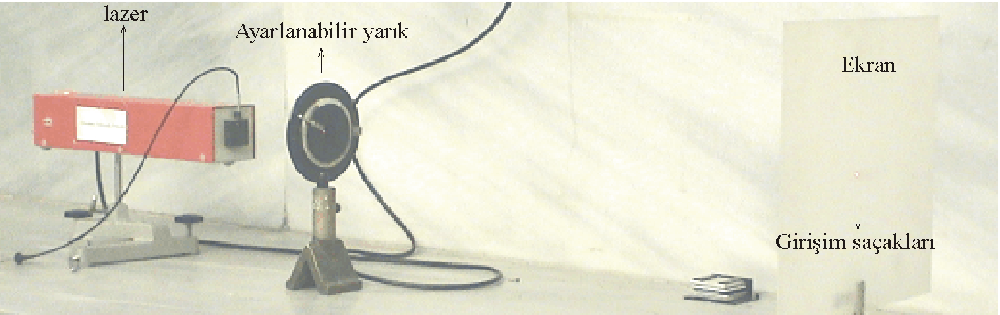 lazer
Ayarlanabilir yarık
Ekran
Girişim saçakları